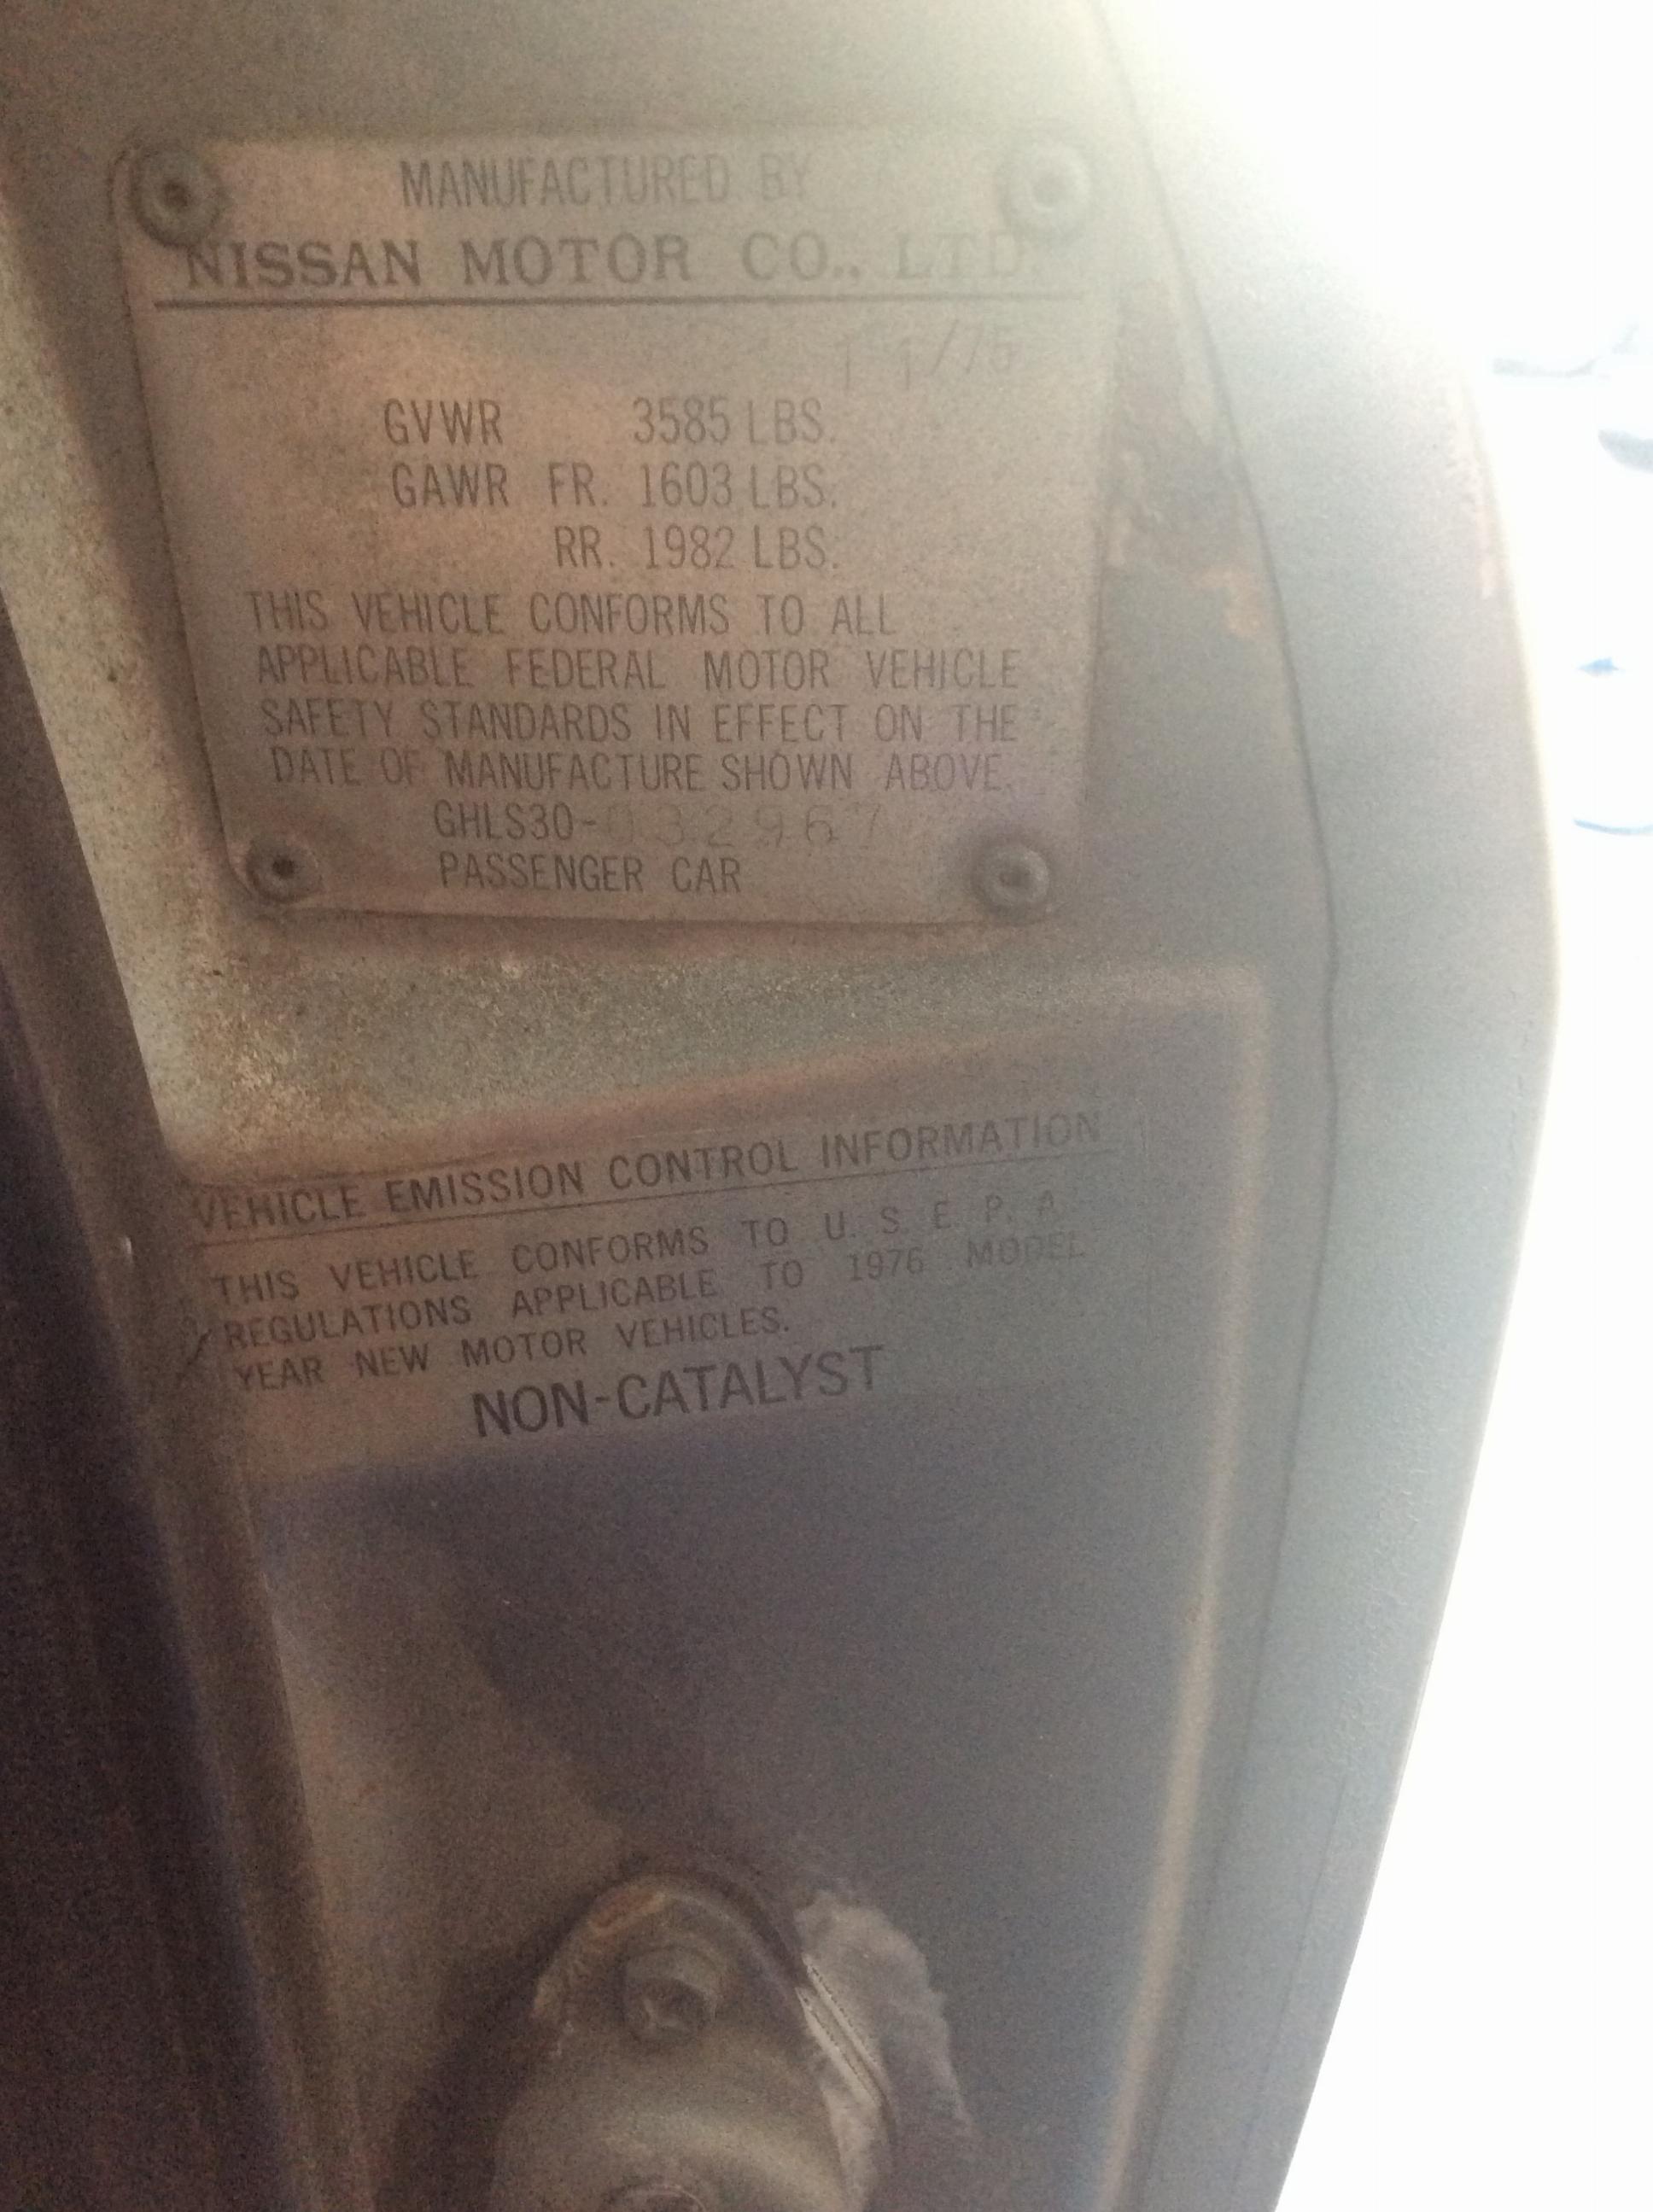 MANUFACTURED BY
NISSAN MOTOR CO., LTD.
11/75
GVWR 3585 LBS.
GAWR FR. 1603 LBS.
RR. 1982 LBS.
THIS VEHICLE CONFORMS TO ALL
APPLICABLE FEDERAL MOTOR VEHICLE
SAFETY STANDARDS IN EFFECT ON THE
DATE OF MANUFACTURE SHOWN ABOVE.
GHLS30-032967
PASSENGER CAR
VEHICLE EMISSION CONTROL INFORMATION
THIS VEHICLE CONFORMS TO U. S. E. P. A.
REGULATIONS APPLICABLE TO 1976 MODEL
YEAR NEW MOTOR VEHICLES.
NON-CATALYST